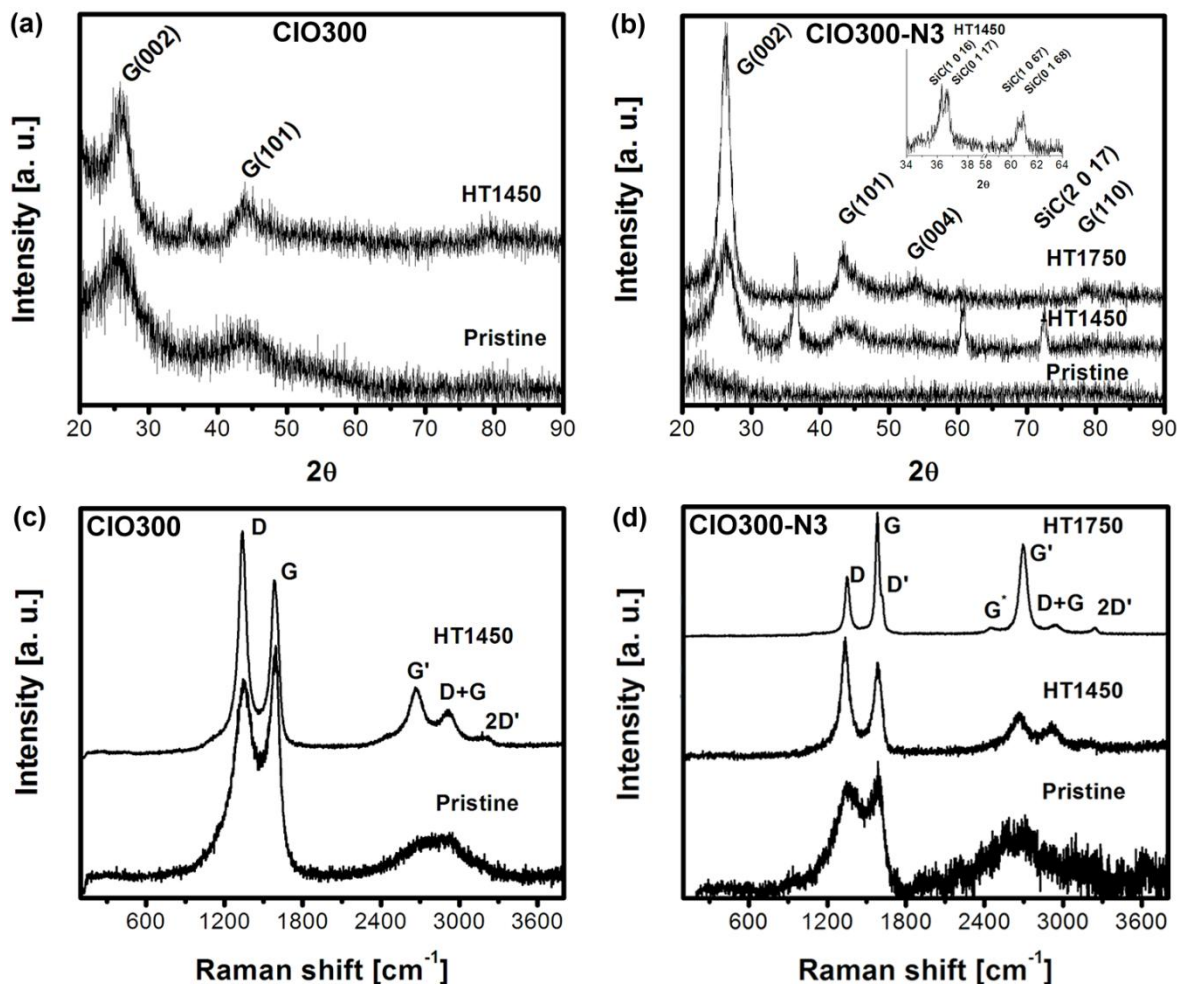 (a)
CIO300
G(002)
G(101)
HT1450
Pristine
Intensity [a. u.]
20 30 40 50 60 70 80 90
2θ
(b)
CIO300-N3
G(002)
HT1450
SiC(1 0 16)
SiC(0 1 17)
SiC(1 0 67)
SiC(0 1 68)
34 36 38 58 60 62 64
2θ
G(101)
G(004)
SiC(2 0 17)
G(110)
HT1750
HT1450
Pristine
Intensity [a. u.]
20 30 40 50 60 70 80 90
2θ
(c)
CIO300
D
G
HT1450
G'
D+G
2D'
Pristine
Intensity [a. u.]
600 1200 1800 2400 3000 3600
Raman shift [cm⁻¹]
(d)
CIO300-N3
HT1750
G
D
D'
G*
G'
D+G
2D'
HT1450
Pristine
Intensity [a. u.]
600 1200 1800 2400 3000 3600
Raman shift [cm⁻¹]